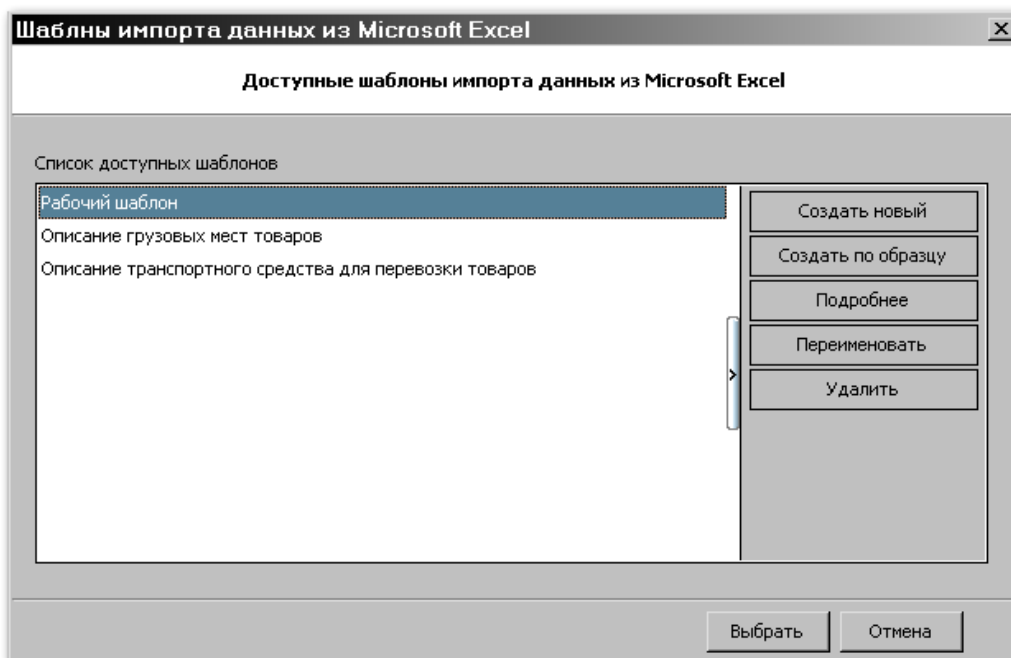 Шаблны импорта данных из Microsoft Excel
Доступные шаблоны импорта данных из Microsoft Excel
Список доступных шаблонов
Рабочий шаблон
Описание грузовых мест товаров
Описание транспортного средства для перевозки товаров
Создать новый
Создать по образцу
Подробнее
Переименовать
Удалить
Выбрать
Отмена